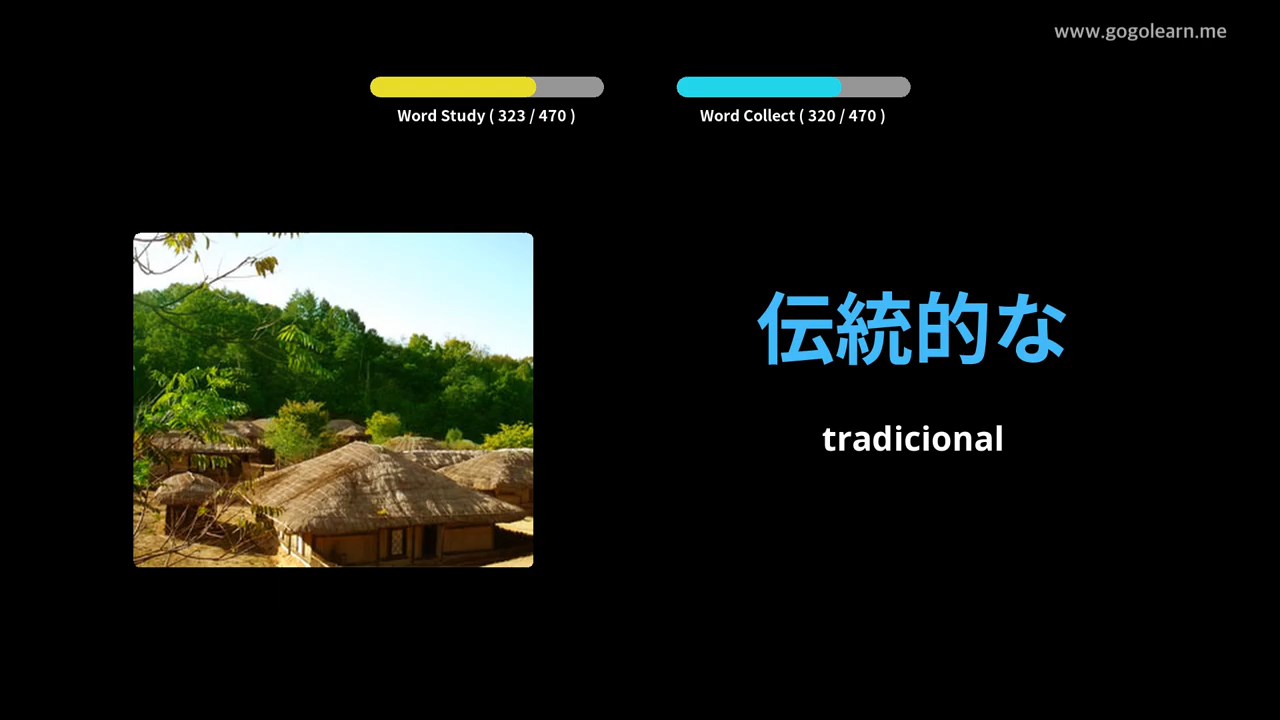 www.gogolearn.me
Word Study ( 323 / 470 )
Word Collect ( 320 / 470 )
伝統的な
tradicional